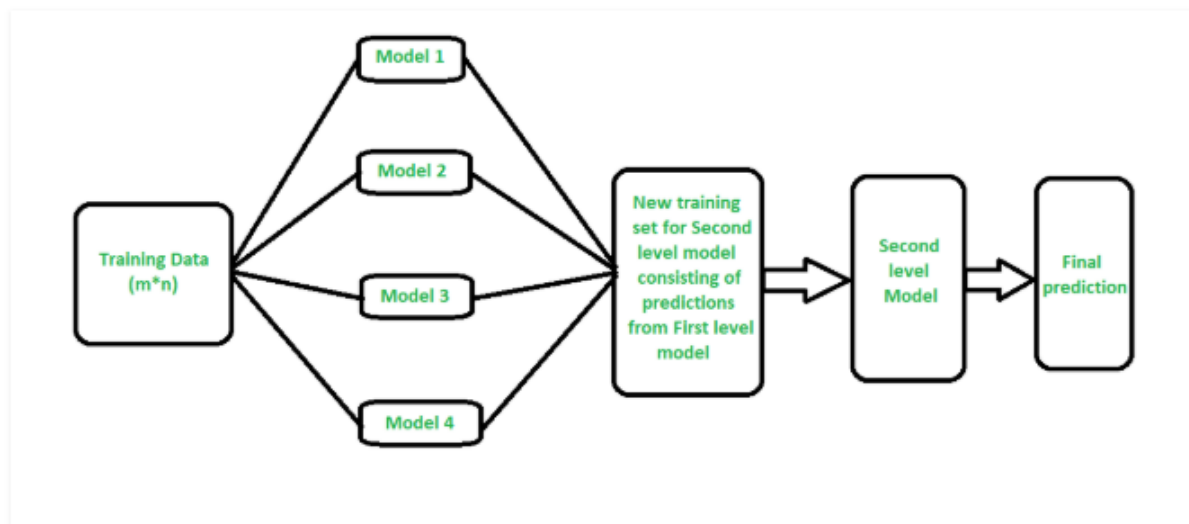 Model 1
Model 2
Training Data
(m*n)
Model 3
Model 4
New training
set for Second
level model
consisting of
predictions
from First level
model
Second
level
Model
Final
prediction